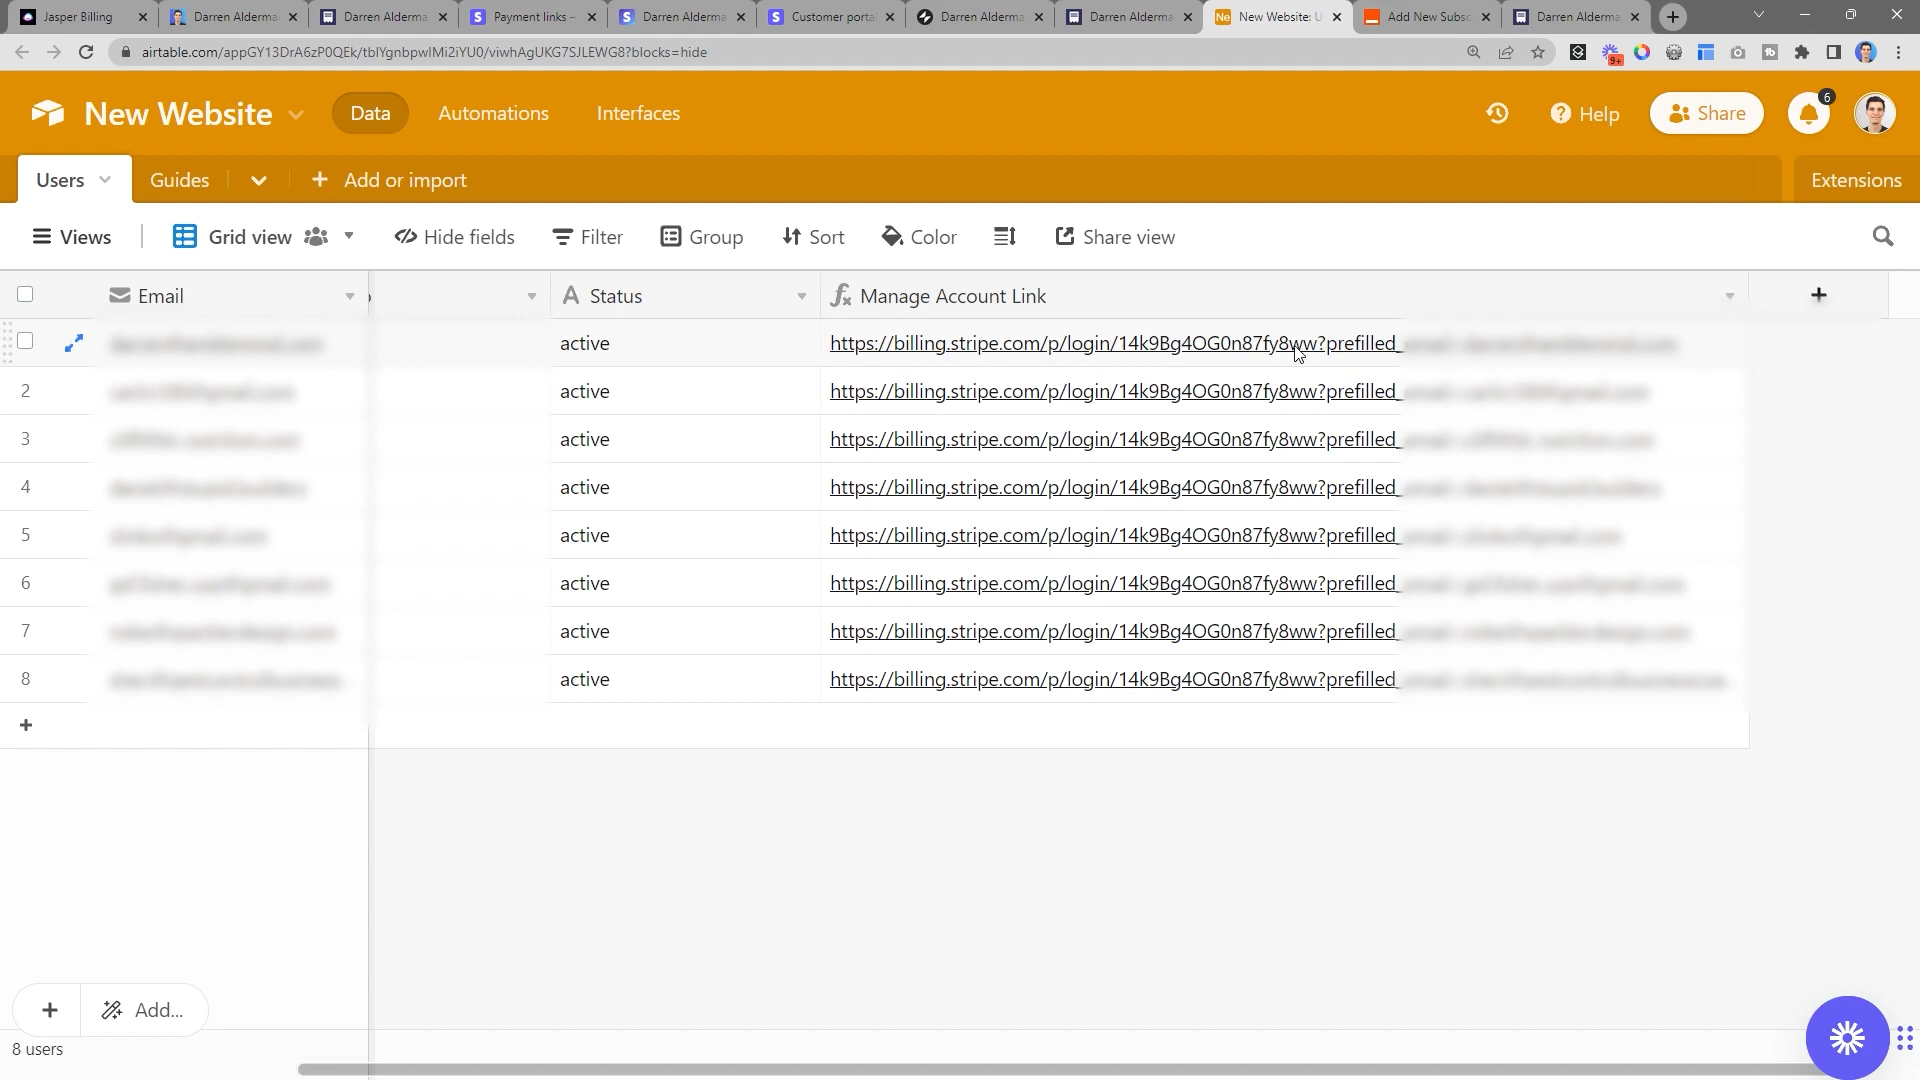 Jasper Billing
Darren Alderma
Darren Alderma
Payment links –
Darren Alderma
Customer porta
Darren Alderma
Darren Alderma
New Website: U
Add New Subsc
Darren Alderma
airtable.com/appGY13DrA6zP0QEk/tblYgnbpwlMi2iYU0/viwhAgUKG7SJLEWG8?blocks=hide
9+
New Website
Data
Automations
Interfaces
Help
Share
6
Users
Guides
Add or import
Extensions
Views
Grid view
Hide fields
Filter
Group
Sort
Color
Share view
Email
Status
Manage Account Link
active https://billing.stripe.com/p/login/14k9Bg4OG0n87fy8ww?prefilled_
2 active https://billing.stripe.com/p/login/14k9Bg4OG0n87fy8ww?prefilled_
3 active https://billing.stripe.com/p/login/14k9Bg4OG0n87fy8ww?prefilled_
4 active https://billing.stripe.com/p/login/14k9Bg4OG0n87fy8ww?prefilled_
5 active https://billing.stripe.com/p/login/14k9Bg4OG0n87fy8ww?prefilled_
6 active https://billing.stripe.com/p/login/14k9Bg4OG0n87fy8ww?prefilled_
7 active https://billing.stripe.com/p/login/14k9Bg4OG0n87fy8ww?prefilled_
8 active https://billing.stripe.com/p/login/14k9Bg4OG0n87fy8ww?prefilled_
Add...
8 users